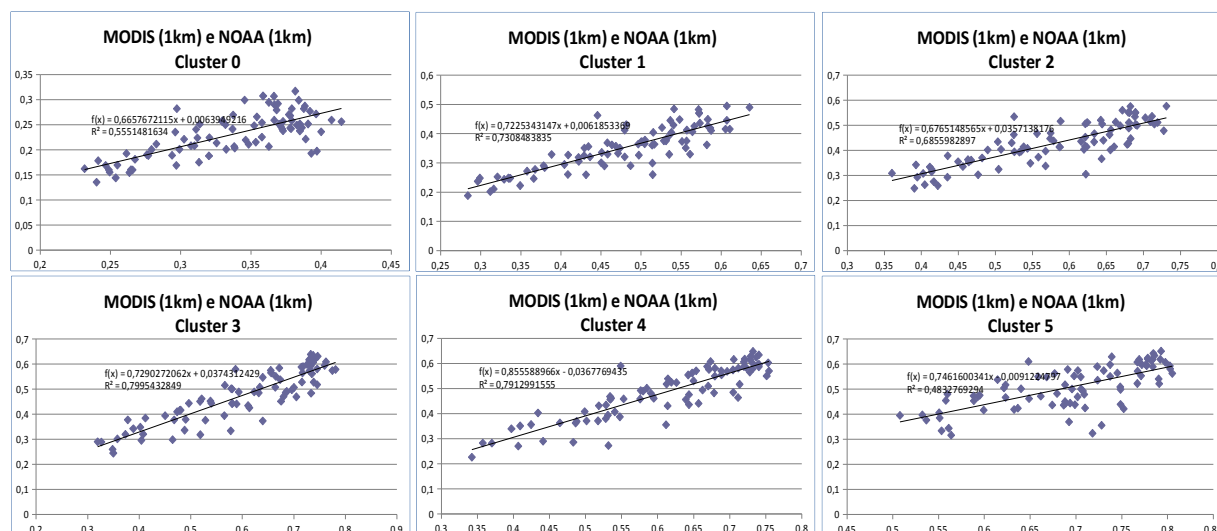 MODIS (1km) e NOAA (1km)
Cluster 0
f(x) = 0,6657672115x + 0,0063949216
R² = 0,5551481634
0,35
0,3
0,25
0,2
0,15
0,1
0,05
0
0,2 0,25 0,3 0,35 0,4 0,45
MODIS (1km) e NOAA (1km)
Cluster 1
f(x) = 0,7225343147x + 0,0061853369
R² = 0,7308483835
0,6
0,5
0,4
0,3
0,2
0,1
0
0,25 0,3 0,35 0,4 0,45 0,5 0,55 0,6 0,65 0,7
MODIS (1km) e NOAA (1km)
Cluster 2
f(x) = 0,6765148565x + 0,0357138176
R² = 0,6855982897
0,7
0,6
0,5
0,4
0,3
0,2
0,1
0
0,3 0,35 0,4 0,45 0,5 0,55 0,6 0,65 0,7 0,75 0,8
MODIS (1km) e NOAA (1km)
Cluster 3
f(x) = 0,7290272062x + 0,0374312429
R² = 0,7995432849
0,7
0,6
0,5
0,4
0,3
0,2
0,1
0
0,2 0,3 0,4 0,5 0,6 0,7 0,8 0,9
MODIS (1km) e NOAA (1km)
Cluster 4
f(x) = 0,855588966x - 0,0367769435
R² = 0,7912991555
0,7
0,6
0,5
0,4
0,3
0,2
0,1
0
0,3 0,35 0,4 0,45 0,5 0,55 0,6 0,65 0,7 0,75 0,8
MODIS (1km) e NOAA (1km)
Cluster 5
f(x) = 0,7461600341x - 0,0091224797
R² = 0,4832769294
0,7
0,6
0,5
0,4
0,3
0,2
0,1
0
0,45 0,5 0,55 0,6 0,65 0,7 0,75 0,8 0,85